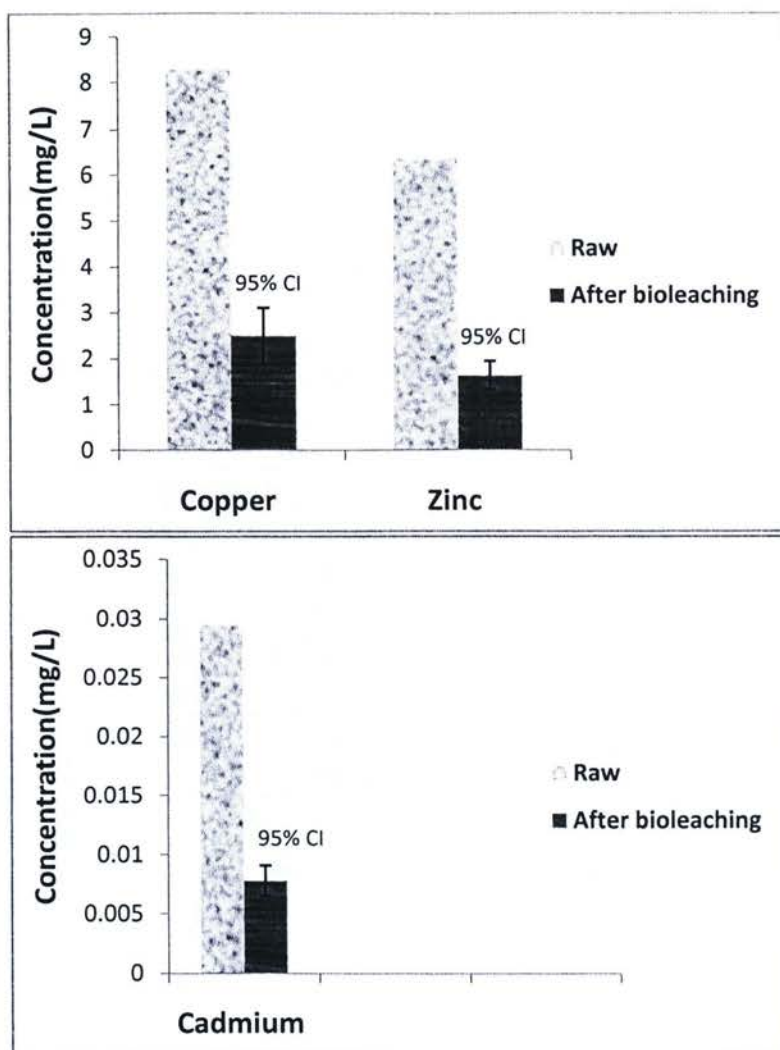 9
8
7
6
5
4
3
2
1
0
Concentration(mg/L)
95% CI
95% CI
Raw
After bioleaching
Copper
Zinc
0.035
0.03
0.025
0.02
0.015
0.01
0.005
0
Concentration(mg/L)
95% CI
Raw
After bioleaching
Cadmium